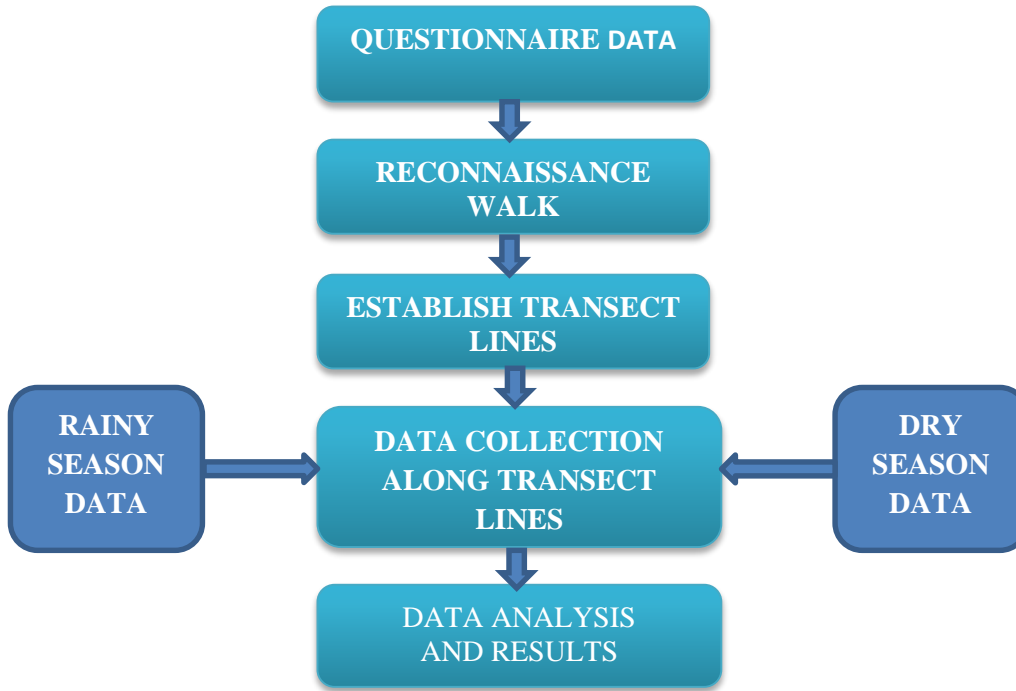 QUESTIONNAIRE DATA
RECONNAISSANCE
WALK
ESTABLISH TRANSECT
LINES
RAINY
SEASON
DATA
DATA COLLECTION
ALONG TRANSECT
LINES
DRY
SEASON
DATA
DATA ANALYSIS
AND RESULTS